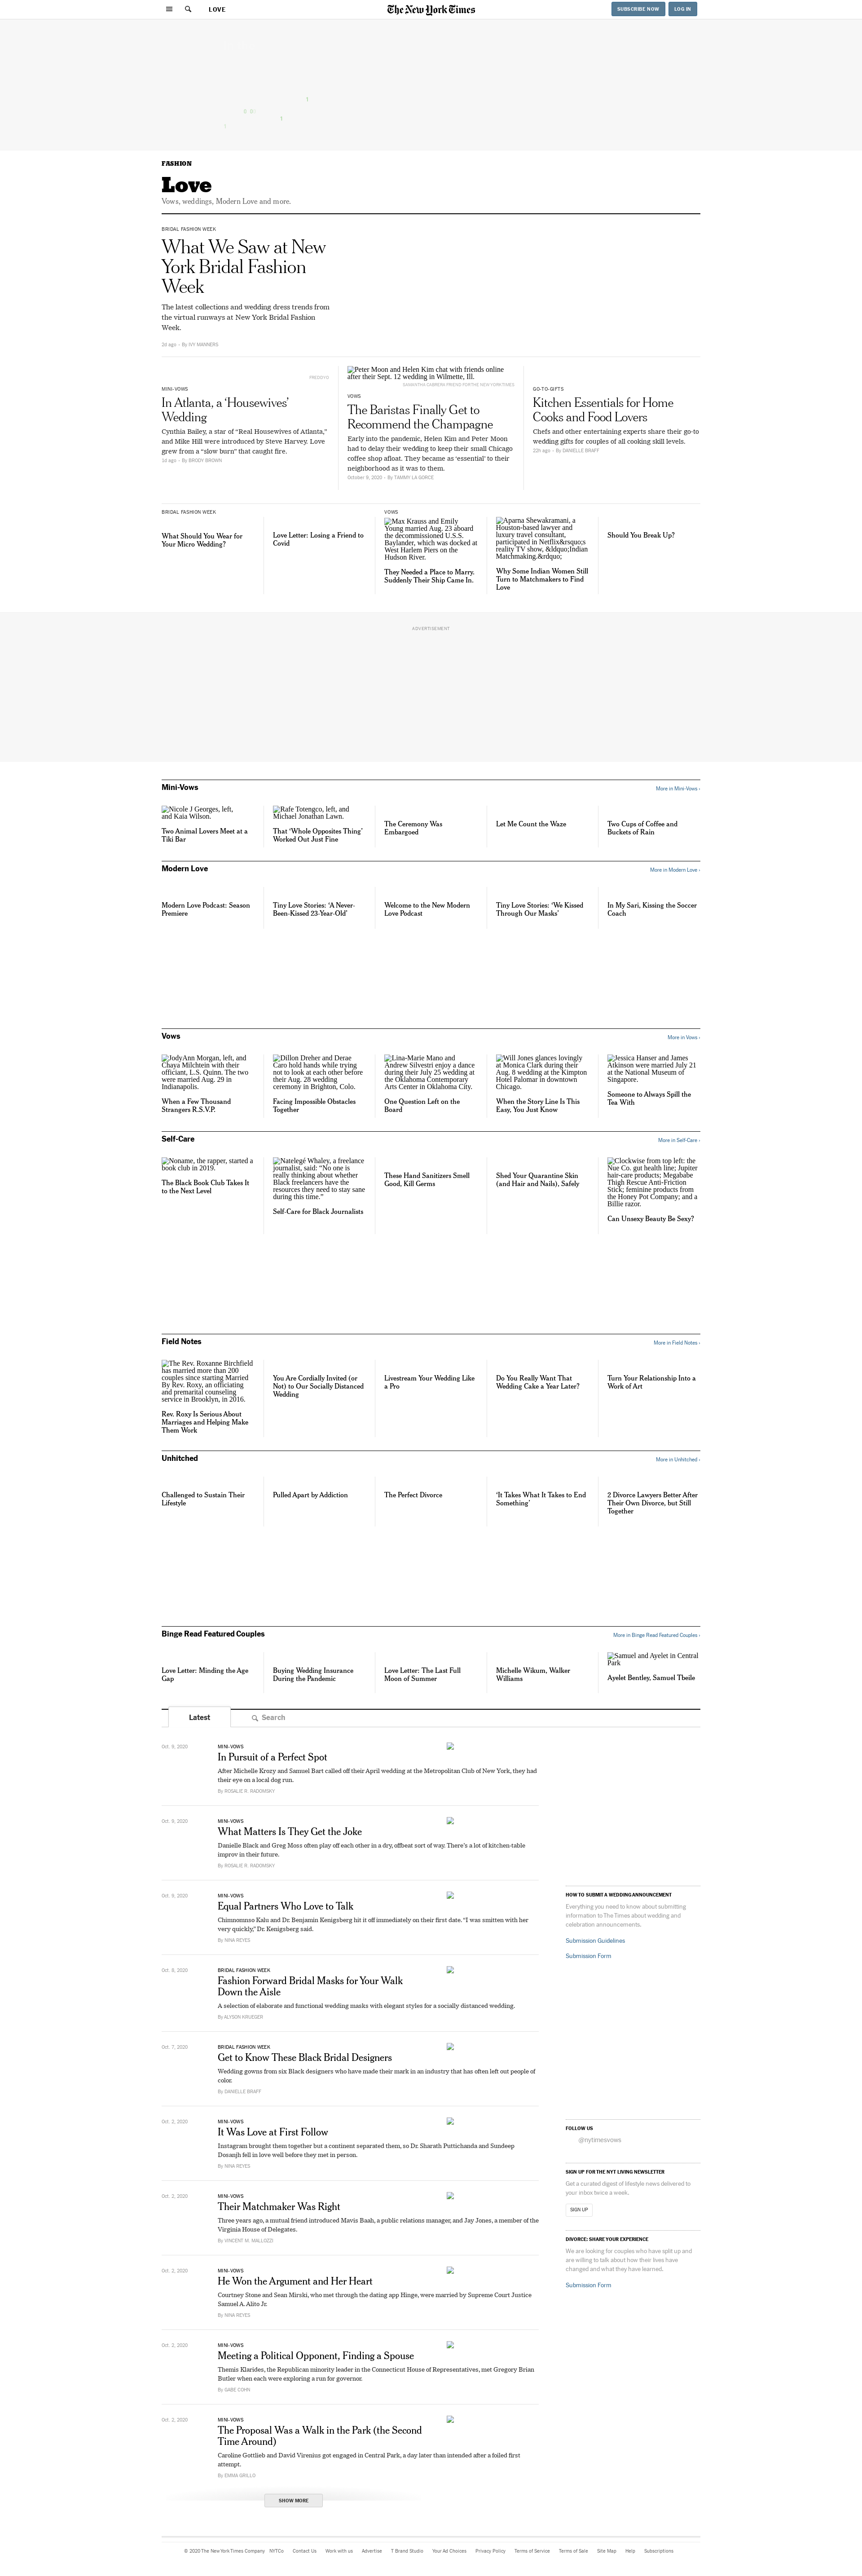 LOVE
The New York Times
SUBSCRIBE NOW
LOG IN
FASHION
Love
Vows, weddings, Modern Love and more.
BRIDAL FASHION WEEK
What We Saw at New
York Bridal Fashion
Week
The latest collections and wedding dress trends from
the virtual runways at New York Bridal Fashion
Week.
1d ago • By IVY MANNERS
MINI-VOWS
In Atlanta, a ‘Housewives’
Wedding
Cynthia Bailey, a star of “Real Housewives of Atlanta,”
and Mike Hill were introduced by Steve Harvey. Love
grew from a “slow burn” that caught fire.
1d ago • By BRODY BROWN
Peter Moon and Helen Kim chat with friends online
after their Sept. 12 wedding in Wilmette, Ill.
SAMANTHA CABRERA FRIEND FOR THE NEW YORK TIMES
VOWS
The Baristas Finally Get to
Recommend the Champagne
Early into the pandemic, Helen Kim and Peter Moon
had to delay their wedding to keep their small Chicago
coffee shop afloat. They became as ‘essential’ to their
neighborhood as it was to them.
October 9, 2020 • By TAMMY LA GORCE
GO-TO-GIFTS
Kitchen Essentials for Home
Cooks and Food Lovers
Chefs and other entertaining experts share their go-to
wedding gifts for couples of all cooking skill levels.
22h ago • By DANIELLE BRAFF
BRIDAL FASHION WEEK
What Should You Wear for
Your Micro Wedding?
Love Letter: Losing a Friend to
Covid
VOWS
Max Krauss and Emily
Young married Aug. 23 aboard
the decommissioned U.S.S.
Baylander, which was docked at
West Harlem Piers on the
Hudson River.
They Needed a Place to Marry.
Suddenly Their Ship Came In.
Aparna Shewakramani, a
Houston-based lawyer and
luxury travel consultant,
participated in Netflix&rsquo;s
reality TV show, &ldquo;Indian
Matchmaking.&rdquo;
Why Some Indian Women Still
Turn to Matchmakers to Find
Love
Should You Break Up?
ADVERTISEMENT
Mini-Vows
More in Mini-Vows ›
Nicole J Georges, left,
and Kaia Wilson.
Two Animal Lovers Meet at a
Tiki Bar
Rafe Totengco, left, and
Michael Jonathan Lawn.
That ‘Whole Opposites Thing’
Worked Out Just Fine
The Ceremony Was
Embargoed
Let Me Count the Waze
Two Cups of Coffee and
Buckets of Rain
Modern Love
More in Modern Love ›
Modern Love Podcast: Season
Premiere
Tiny Love Stories: ‘A Never-
Been-Kissed 23-Year-Old’
Welcome to the New Modern
Love Podcast
Tiny Love Stories: ‘We Kissed
Through Our Masks’
In My Sari, Kissing the Soccer
Coach
Vows
More in Vows ›
JodyAnn Morgan, left, and
Chaya Milchtein with their
officiant, L.S. Quinn. The two
were married Aug. 29 in
Indianapolis.
When a Few Thousand
Strangers R.S.V.P.
Dillon Dreher and Derae
Caro hold hands while trying
not to look at each other before
their Aug. 28 wedding
ceremony in Brighton, Colo.
Facing Impossible Obstacles
Together
Lina-Marie Mano and
Andrew Silvestri enjoy a dance
during their July 25 wedding at
the Oklahoma Contemporary
Arts Center in Oklahoma City.
One Question Left on the
Board
Will Jones glances lovingly
at Monica Clark during their
Aug. 8 wedding at the Kimpton
Hotel Palomar in downtown
Chicago.
When the Story Line Is This
Easy, You Just Know
Jessica Hanser and James
Atkinson were married July 21
at the National Museum of
Singapore.
Someone to Always Spill the
Tea With
Self-Care
More in Self-Care ›
Noname, the rapper, started a
book club in 2019.
The Black Book Club Takes It
to the Next Level
Natelegé Whaley, a freelance
journalist, said: “No one is
really thinking about whether
Black freelancers have the
resources they need to stay sane
during this time.”
Self-Care for Black Journalists
These Hand Sanitizers Smell
Good, Kill Germs
Shed Your Quarantine Skin
(and Hair and Nails), Safely
Clockwise from top left: the
Nue Co. gut health line; Jupiter
hair-care products; Megababe
Thigh Rescue Anti-Friction
Stick; feminine products from
the Honey Pot Company; and a
Billie razor.
Can Unsexy Beauty Be Sexy?
Field Notes
More in Field Notes ›
The Rev. Roxanne Birchfield
has married more than 200
couples since starting Married
By Rev. Roxy, an officiating
and premarital counseling
service in Brooklyn, in 2016.
Rev. Roxy Is Serious About
Marriages and Helping Make
Them Work
You Are Cordially Invited (or
Not) to Our Socially Distanced
Wedding
Livestream Your Wedding Like
a Pro
Do You Really Want That
Wedding Cake a Year Later?
Turn Your Relationship Into a
Work of Art
Unhitched
More in Unhitched ›
Challenged to Sustain Their
Lifestyle
Pulled Apart by Addiction
The Perfect Divorce
‘It Takes What It Takes to End
Something’
2 Divorce Lawyers Better After
Their Own Divorce, but Still
Together
Binge Read Featured Couples
More in Binge Read Featured Couples ›
Love Letter: Minding the Age
Gap
Buying Wedding Insurance
During the Pandemic
Love Letter: The Last Full
Moon of Summer
Michelle Wikum, Walker
Williams
Samuel and Ayelet in Central
Park
Ayelet Bentley, Samuel Tbeile
Latest
Search
Oct. 9, 2020
MINI-VOWS
In Pursuit of a Perfect Spot
After Michelle Krozy and Samuel Bart called off their April wedding at the Metropolitan Club of New York, they had
their eye on a local dog run.
By ROSALIE R. RADOMSKY
Oct. 9, 2020
MINI-VOWS
What Matters Is They Get the Joke
Danielle Black and Greg Moss often play off each other in a dry, offbeat sort of way. There’s a lot of kitchen-table
improv in their future.
By ROSALIE R. RADOMSKY
Oct. 9, 2020
MINI-VOWS
Equal Partners Who Love to Talk
Chinonomuso Kalu and Dr. Benjamin Kenigsberg hit it off immediately on their first date. “I was smitten with her
very quickly,” Dr. Kenigsberg said.
By NINA REYES
Oct. 8, 2020
BRIDAL FASHION WEEK
Fashion Forward Bridal Masks for Your Walk
Down the Aisle
A selection of elaborate and functional wedding masks with elegant styles for a socially distanced wedding.
By ALYSON KRUEGER
Oct. 7, 2020
BRIDAL FASHION WEEK
Get to Know These Black Bridal Designers
Wedding gowns from six Black designers who have made their mark in an industry that has often left out people of
color.
By DANIELLE BRAFF
Oct. 2, 2020
MINI-VOWS
It Was Love at First Follow
Instagram brought them together but a continent separated them, so Dr. Sharath Puttichanda and Sundeep
Dosanjh fell in love well before they met in person.
By NINA REYES
Oct. 2, 2020
MINI-VOWS
Their Matchmaker Was Right
Three years ago, a mutual friend introduced Mavis Baah, a public relations manager, and Jay Jones, a member of the
Virginia House of Delegates.
By VINCENT M. MALLOZZI
Oct. 2, 2020
MINI-VOWS
He Won the Argument and Her Heart
Courtney Stone and Sean Mirski, who met through the dating app Hinge, were married by Supreme Court Justice
Samuel A. Alito Jr.
By NINA REYES
Oct. 2, 2020
MINI-VOWS
Meeting a Political Opponent, Finding a Spouse
Themis Klarides, the Republican minority leader in the Connecticut House of Representatives, met Gregory Brian
Butler when each were exploring a run for governor.
By GABE COHN
Oct. 2, 2020
MINI-VOWS
The Proposal Was a Walk in the Park (the Second
Time Around)
Caroline Gottlieb and David Virenius got engaged in Central Park, a day later than intended after a foiled first
attempt.
By EMMA GRILLO
SHOW MORE
HOW TO SUBMIT A WEDDING ANNOUNCEMENT
Everything you need to know about submitting
information to The Times about wedding and
celebration announcements.
Submission Guidelines
Submission Form
FOLLOW US
@nytimesvows
SIGN UP FOR THE NYT LIVING NEWSLETTER
Get a curated digest of lifestyle news delivered to
your inbox twice a week.
SIGN UP
DIVORCE: SHARE YOUR EXPERIENCE
We are looking for couples who have split up and
are willing to talk about how their lives have
changed and what they have learned.
Submission Form
© 2020 The New York Times Company NYTCo Contact Us Work with us Advertise T Brand Studio Your Ad Choices Privacy Policy Terms of Service Terms of Sale Site Map Help Subscriptions